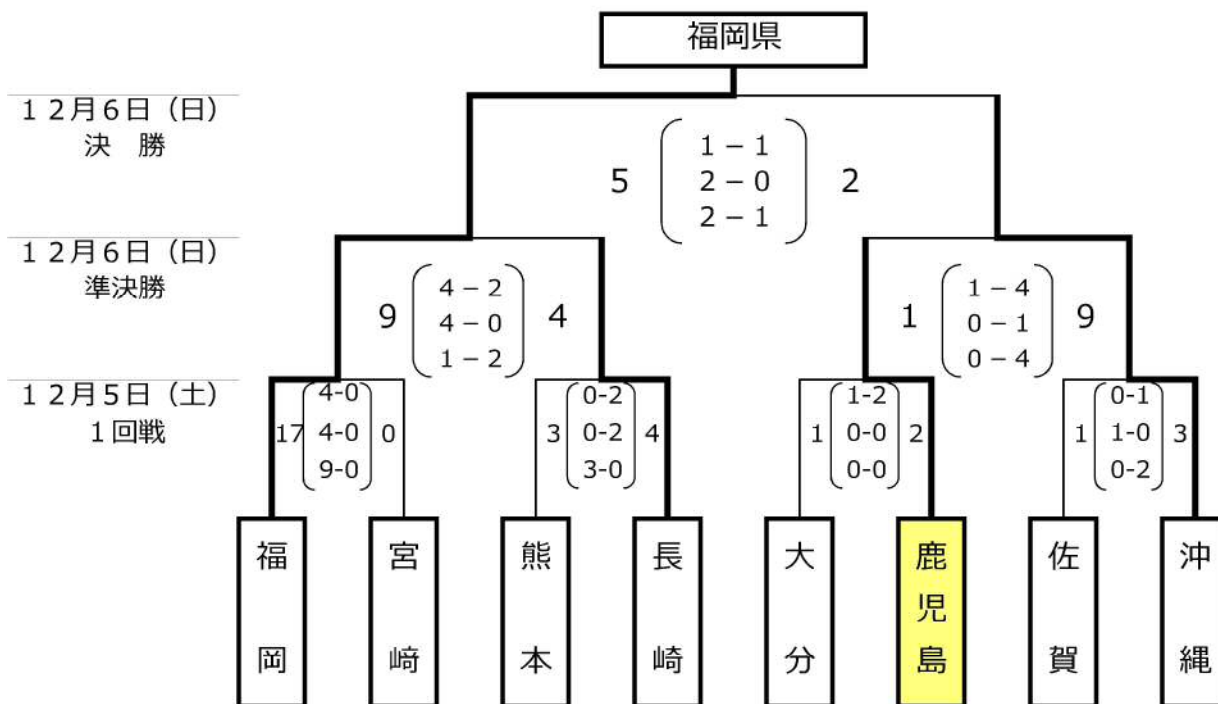 福岡県
12月6日（日）
決　勝
5
1 – 1
2 – 0
2 – 1
2
12月6日（日）
準決勝
9
4 – 2
4 – 0
1 – 2
4
1
1 – 4
0 – 1
0 – 4
9
12月5日（土）
1回戦
17
4-0
4-0
9-0
0
3
0-2
0-2
3-0
4
1
1-2
0-0
0-0
2
1
0-1
1-0
0-2
3
福岡
宮﨑
熊本
長崎
大分
鹿児島
佐賀
沖縄